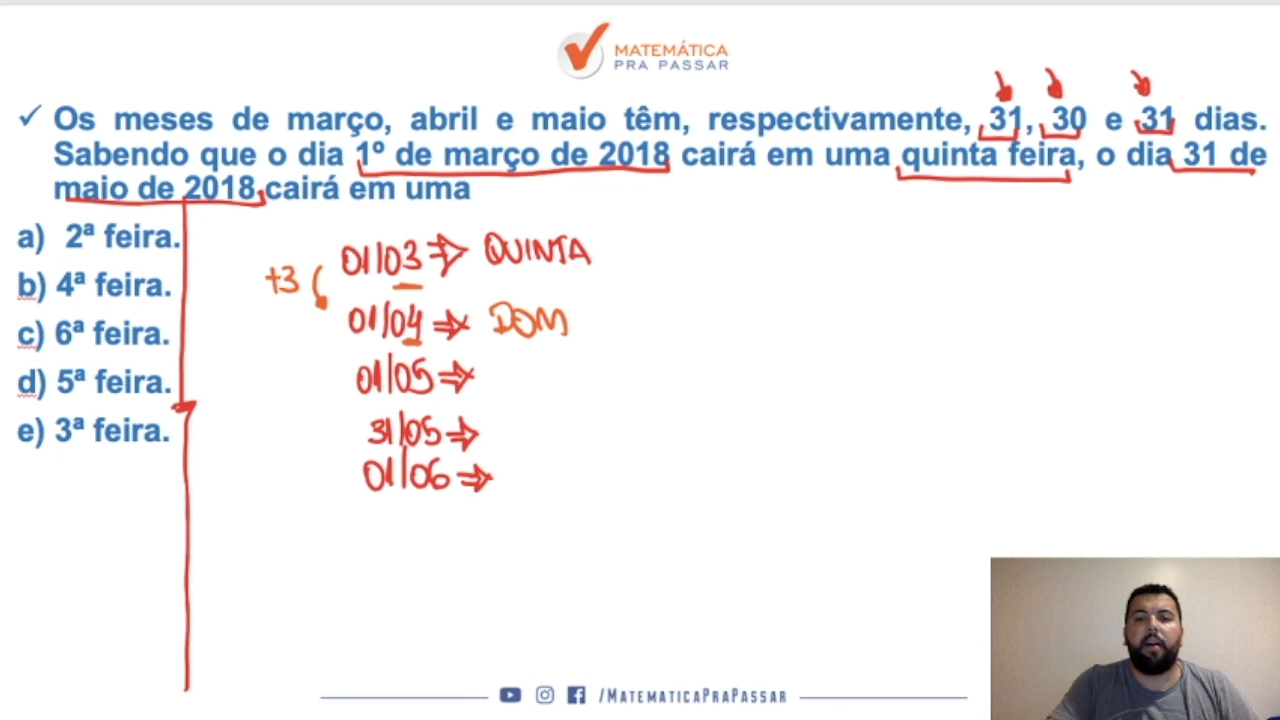 MATEMÁTICA
PRA PASSAR
✓ Os meses de março, abril e maio têm, respectivamente, 31, 30 e 31 dias.
Sabendo que o dia 1º de março de 2018 cairá em uma quinta feira, o dia 31 de
maio de 2018 cairá em uma
a) 2ª feira.
b) 4ª feira.
c) 6ª feira.
d) 5ª feira.
e) 3ª feira.
01/03 ⇒ QUINTA
+3
01/04 ⇒ DOM
01/05 ⇒
31/05 ⇒
01/06 ⇒
/MATEMATICAPRAPASSAR